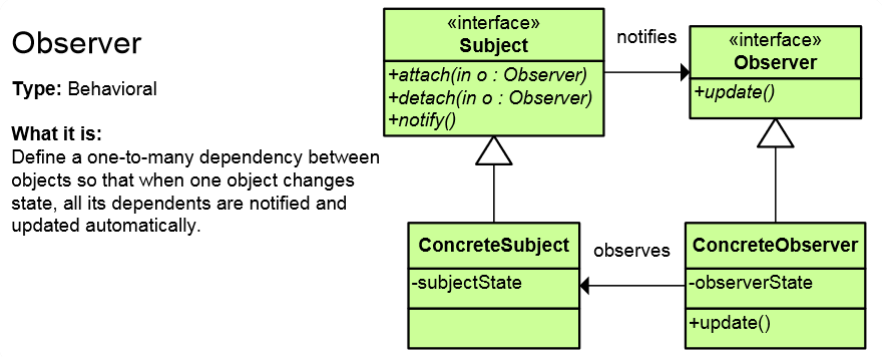 Observer
Type: Behavioral
What it is:
Define a one-to-many dependency between
objects so that when one object changes
state, all its dependents are notified and
updated automatically.
«interface»
Subject
+attach(in o : Observer)
+detach(in o : Observer)
+notify()
notifies
«interface»
Observer
+update()
ConcreteSubject
-subjectState
observes
ConcreteObserver
-observerState
+update()